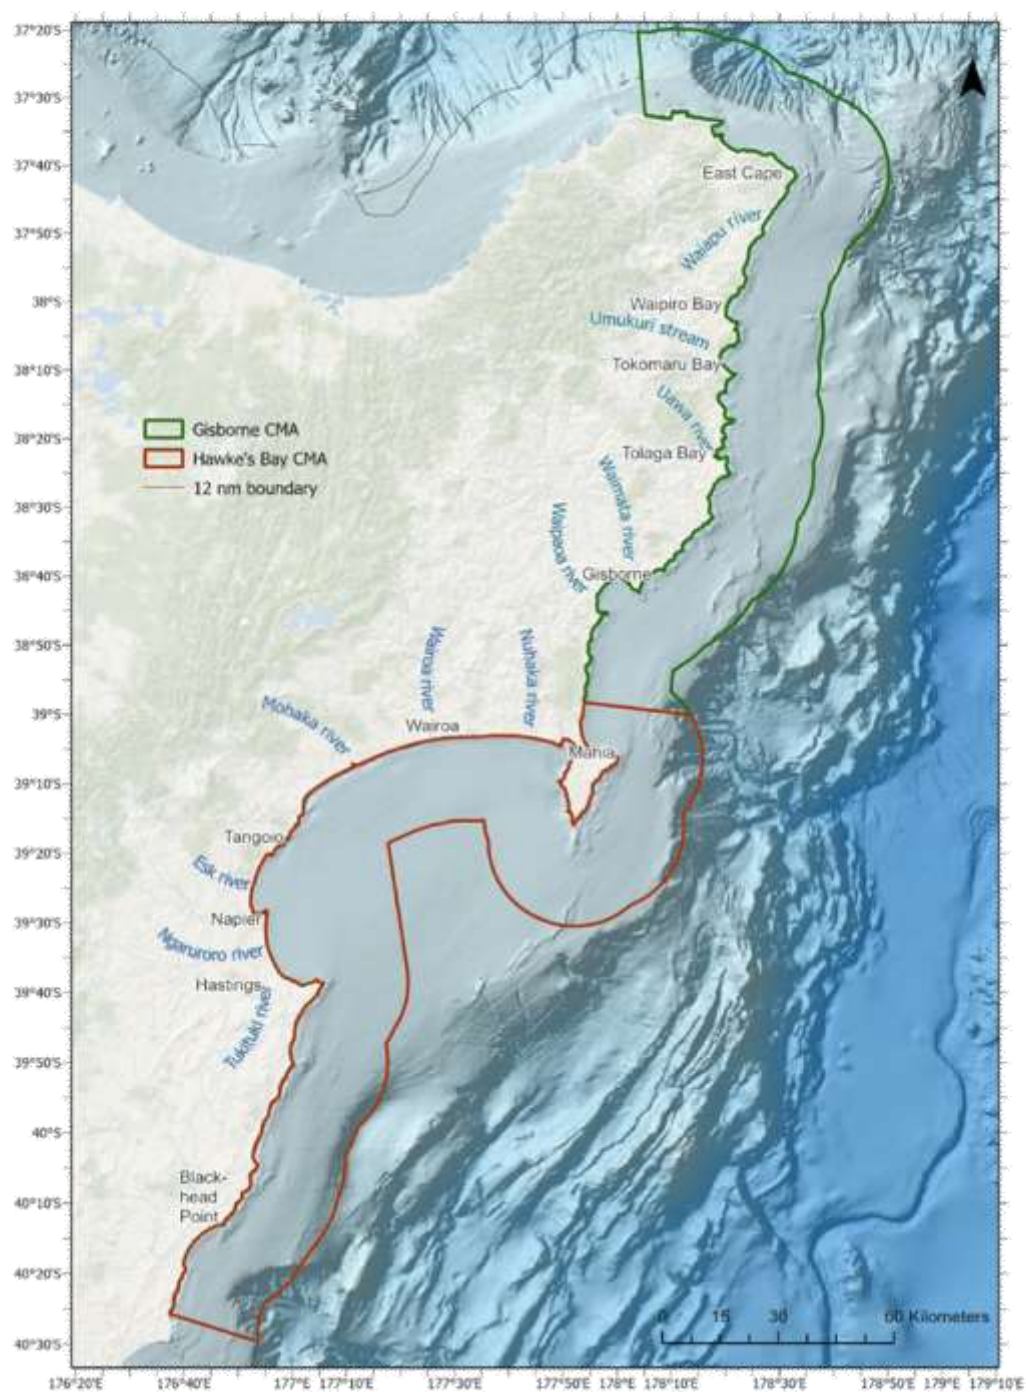 37°20'S
37°30'S
37°40'S
37°50'S
38°S
38°10'S
38°20'S
38°30'S
38°40'S
38°50'S
39°S
39°10'S
39°20'S
39°30'S
39°40'S
39°50'S
40°S
40°10'S
40°20'S
40°30'S
East Cape
Waiapu river
Waipiro Bay
Umukuri stream
Tokomaru Bay
Uawa river
Tolaga Bay
Waimata river
Waipaoa river
Gisborne
Gisborne CMA
Hawke's Bay CMA
12 nm boundary
Wairoa river
Nuhaka river
Mohaka river
Wairoa
Mahia
Tangoio
Esk river
Napier
Ngaruroro river
Hastings
Tukituki river
Black-
head
Point
0 15 30 60 Kilometers
176°20'E 176°40'E 177°E 177°10'E 177°30'E 177°50'E 178°E 178°10'E 178°30'E 178°50'E 179°E 179°10'E